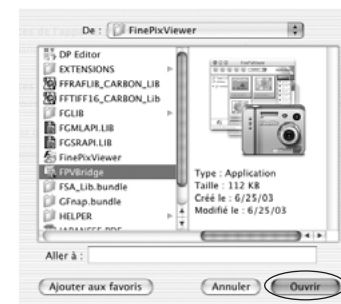 De : FinePixViewer
DP Editor
EXTENSIONS
FFRAFLIB_CARBON_LIB
FFTIFF16_CARBON_Lib
FGLIB
FGMLAPI.LIB
FGSRAPI.LIB
FinePixViewer
FPVBridge
FSA_Lib.bundle
GFnap.bundle
HELPER
JAPANESE.PDF
Type : Application
Taille : 112 KB
Créé le : 6/25/03
Modifié le : 6/25/03
Aller à :
Ajouter aux favoris
Annuler
Ouvrir